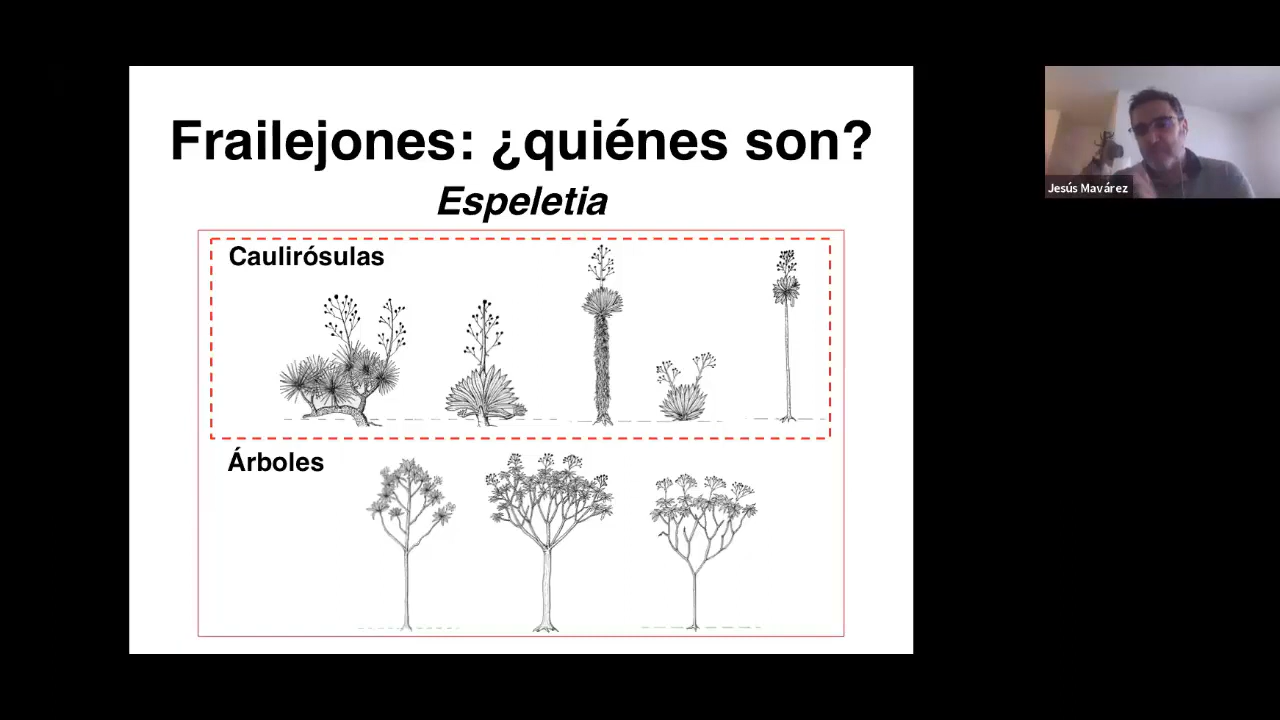 Frailejones: ¿quiénes son?
Espeletia
Caulirósulas
Árboles
Jesús Mavárez